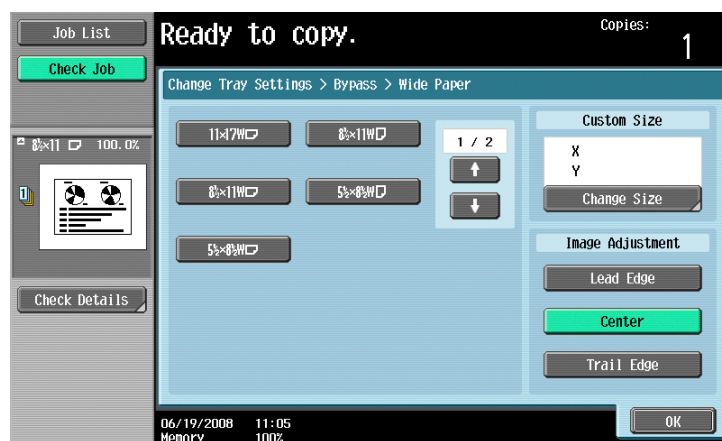 Job List
Check Job
Ready to copy.
Copies:
1
Change Tray Settings > Bypass > Wide Paper
8½×11 100.0%
1
Check Details
11×17W
8½×11W
8½×11W
5½×8½W
5½×8½W
1 / 2
Custom Size
X
Y
Change Size
Image Adjustment
Lead Edge
Center
Trail Edge
06/19/2008 11:05
Memory 100%
OK